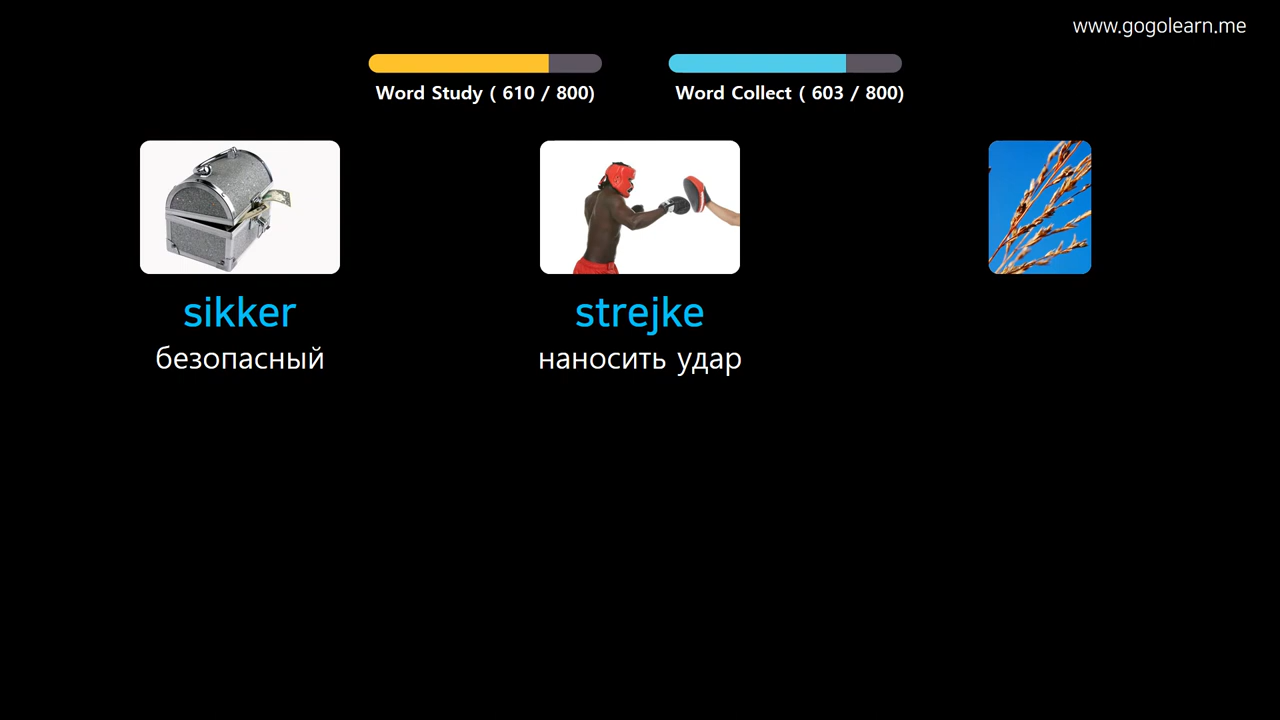 www.gogolearn.me
Word Study ( 610 / 800)
Word Collect ( 603 / 800)
sikker
strejke
безопасный
наносить удар